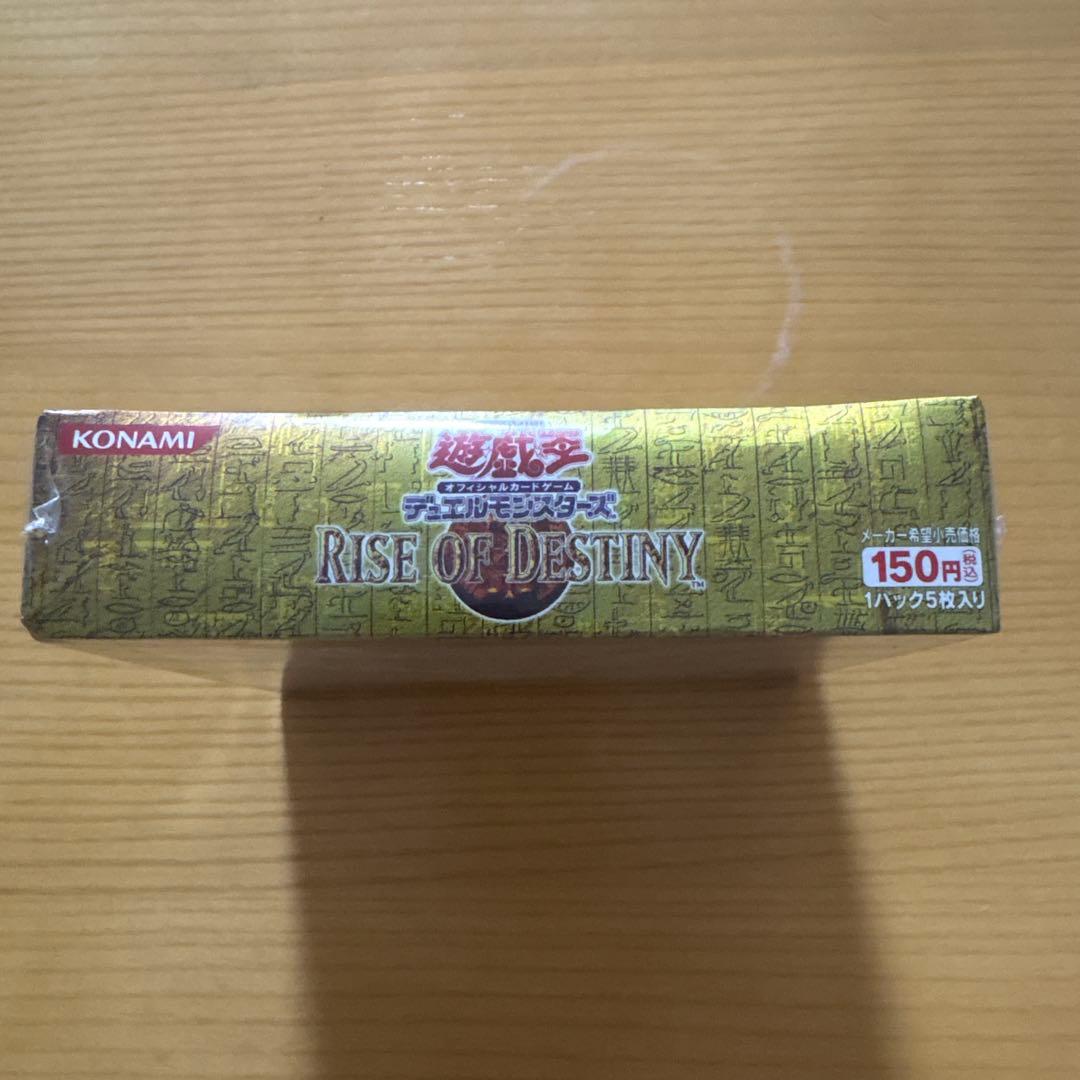 KONAMI
遊戯王
オフィシャルカードゲーム
デュエルモンスターズ
RISE OF DESTINY™
メーカー希望小売価格
150円(税込)
1パック5枚入り